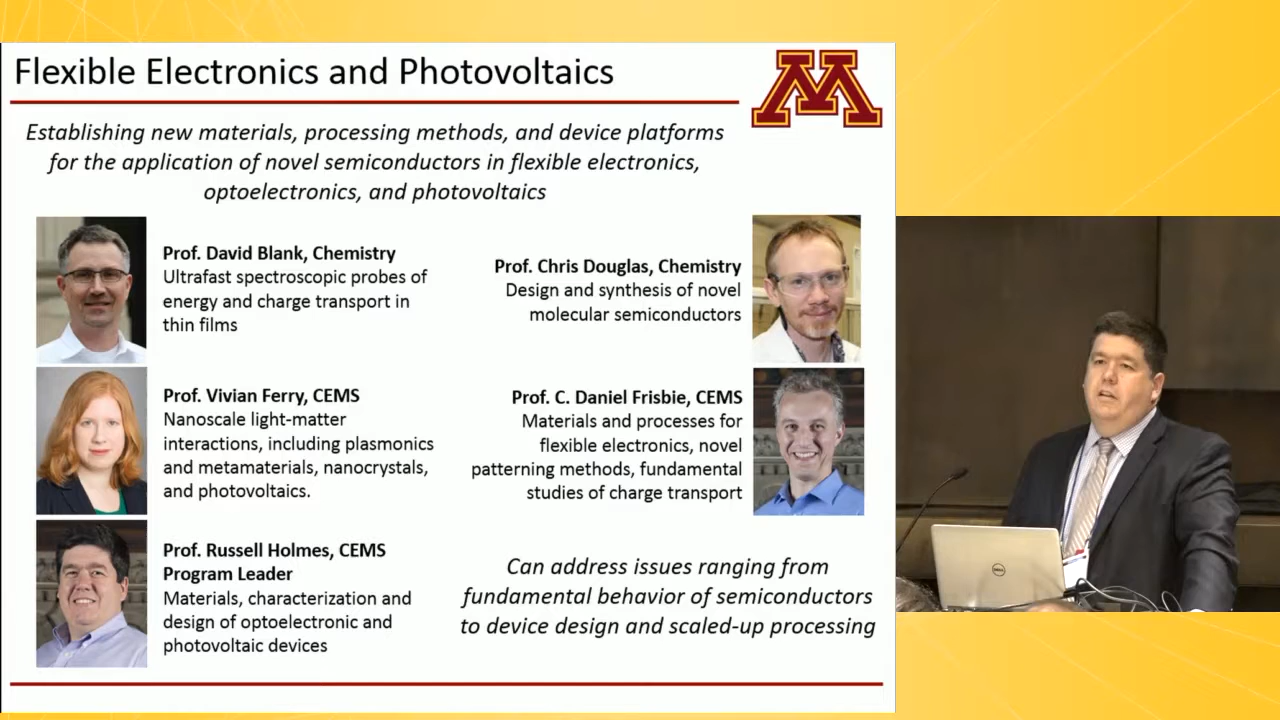 Flexible Electronics and Photovoltaics
M
Establishing new materials, processing methods, and device platforms
for the application of novel semiconductors in flexible electronics,
optoelectronics, and photovoltaics
Prof. David Blank, Chemistry
Ultrafast spectroscopic probes of
energy and charge transport in
thin films
Prof. Chris Douglas, Chemistry
Design and synthesis of novel
molecular semiconductors
Prof. Vivian Ferry, CEMS
Nanoscale light-matter
interactions, including plasmonics
and metamaterials, nanocrystals,
and photovoltaics.
Prof. C. Daniel Frisbie, CEMS
Materials and processes for
flexible electronics, novel
patterning methods, fundamental
studies of charge transport
Prof. Russell Holmes, CEMS
Program Leader
Materials, characterization and
design of optoelectronic and
photovoltaic devices
Can address issues ranging from
fundamental behavior of semiconductors
to device design and scaled-up processing
DELL